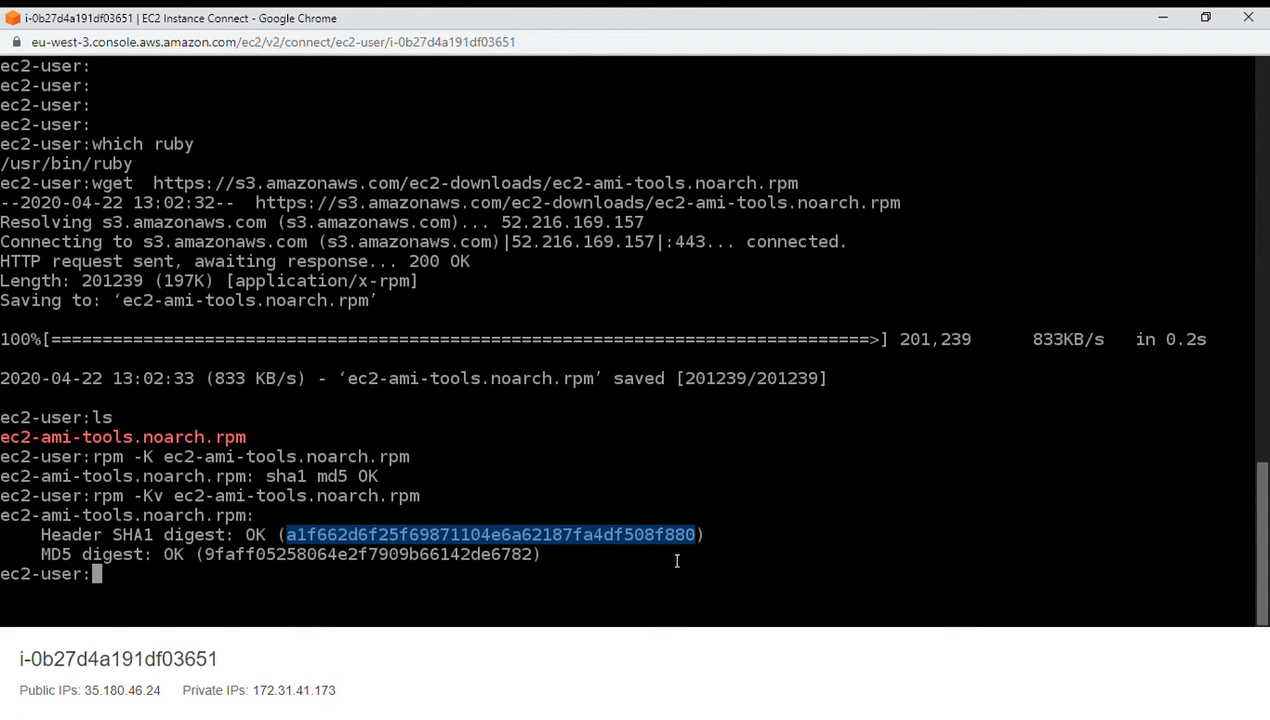 i-0b27d4a191df03651 | EC2 Instance Connect - Google Chrome
eu-west-3.console.aws.amazon.com/ec2/v2/connect/ec2-user/i-0b27d4a191df03651
ec2-user:
ec2-user:
ec2-user:
ec2-user:
ec2-user:which ruby
/usr/bin/ruby
ec2-user:wget  https://s3.amazonaws.com/ec2-downloads/ec2-ami-tools.noarch.rpm
--2020-04-22 13:02:32--  https://s3.amazonaws.com/ec2-downloads/ec2-ami-tools.noarch.rpm
Resolving s3.amazonaws.com (s3.amazonaws.com)... 52.216.169.157
Connecting to s3.amazonaws.com (s3.amazonaws.com)|52.216.169.157|:443... connected.
HTTP request sent, awaiting response... 200 OK
Length: 201239 (197K) [application/x-rpm]
Saving to: ‘ec2-ami-tools.noarch.rpm’
100%[================================================================================>] 201,239      833KB/s   in 0.2s
2020-04-22 13:02:33 (833 KB/s) - ‘ec2-ami-tools.noarch.rpm’ saved [201239/201239]
ec2-user:ls
ec2-ami-tools.noarch.rpm
ec2-user:rpm -K ec2-ami-tools.noarch.rpm
ec2-ami-tools.noarch.rpm: sha1 md5 OK
ec2-user:rpm -Kv ec2-ami-tools.noarch.rpm
ec2-ami-tools.noarch.rpm:
    Header SHA1 digest: OK (a1f662d6f25f69871104e6a62187fa4df508f880)
    MD5 digest: OK (9faff05258064e2f7909b66142de6782)
ec2-user:
i-0b27d4a191df03651
Public IPs: 35.180.46.24 Private IPs: 172.31.41.173